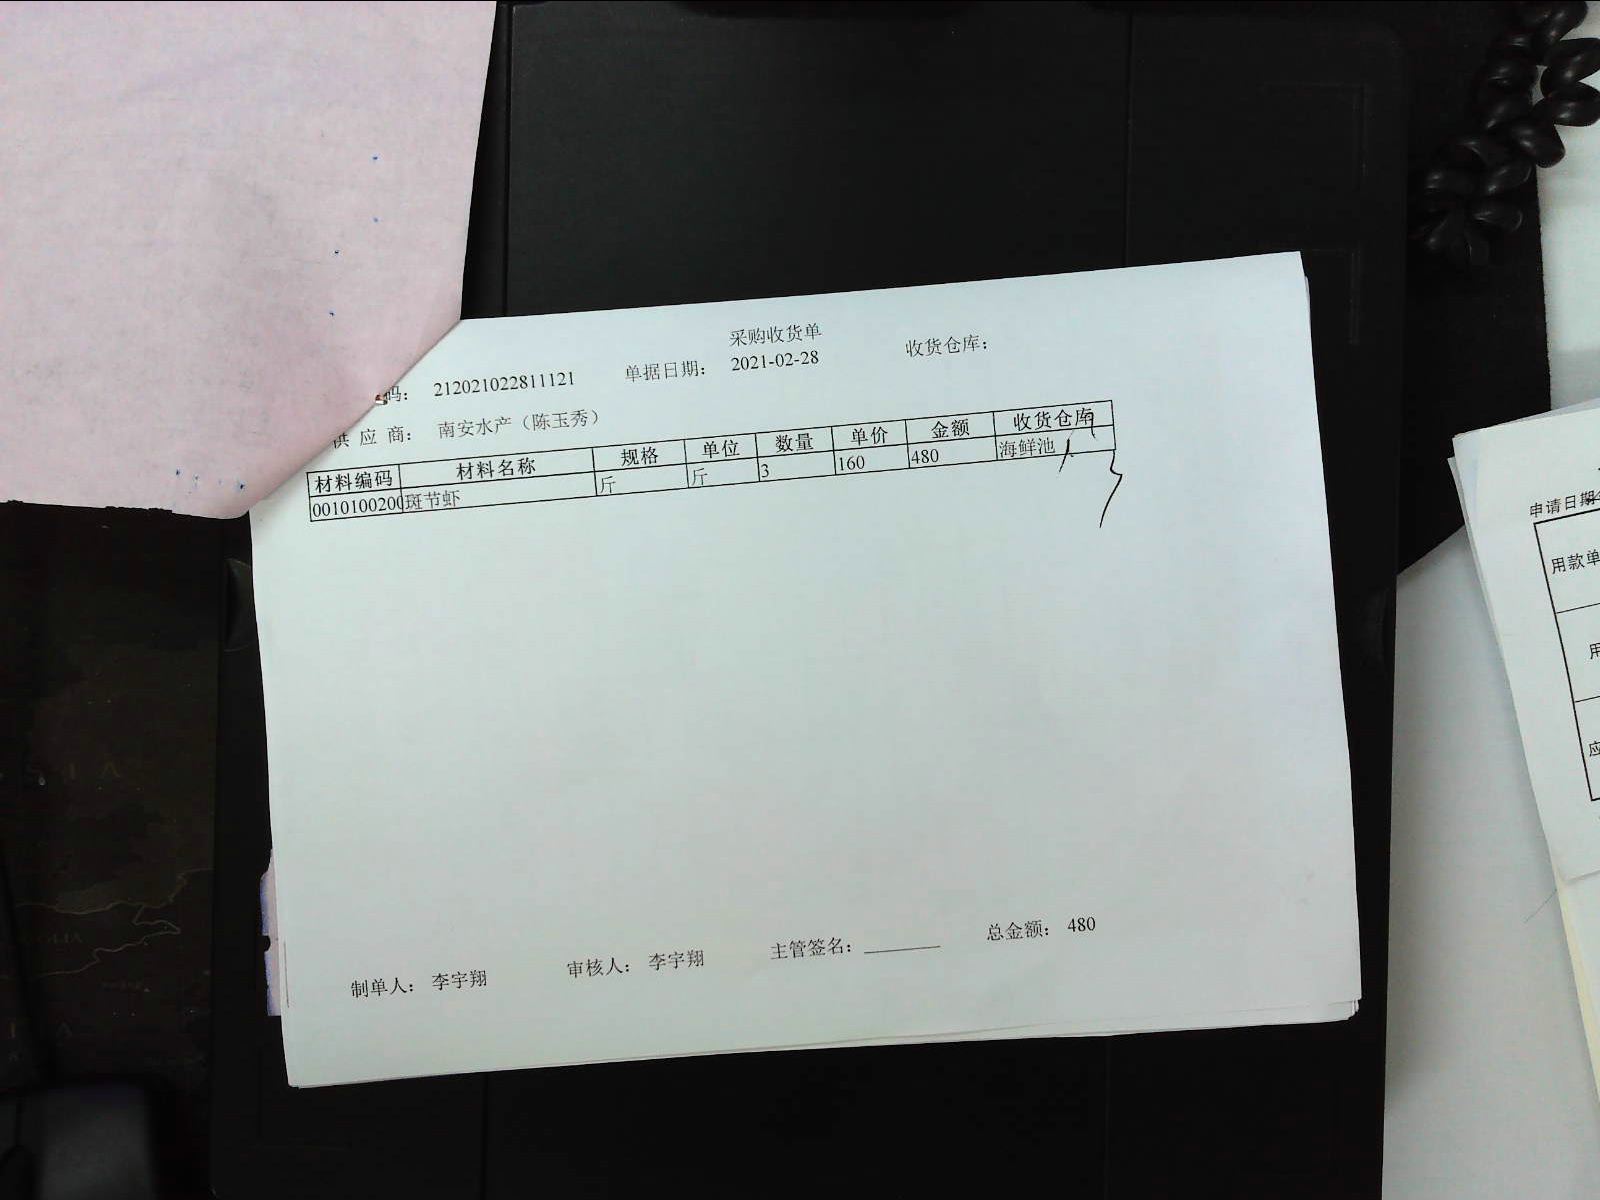 采购收货单
码： 212021022811121 单据日期： 2021-02-28 收货仓库：
供 应 商： 南安水产（陈玉秀）
材料编码 材料名称 规格 单位 数量 单价 金额 收货仓库
0010100200 斑节虾 斤 斤 3 160 480 海鲜池
制单人： 李宇翔 审核人： 李宇翔 主管签名： 总金额： 480
申请日期
用款单
用
应